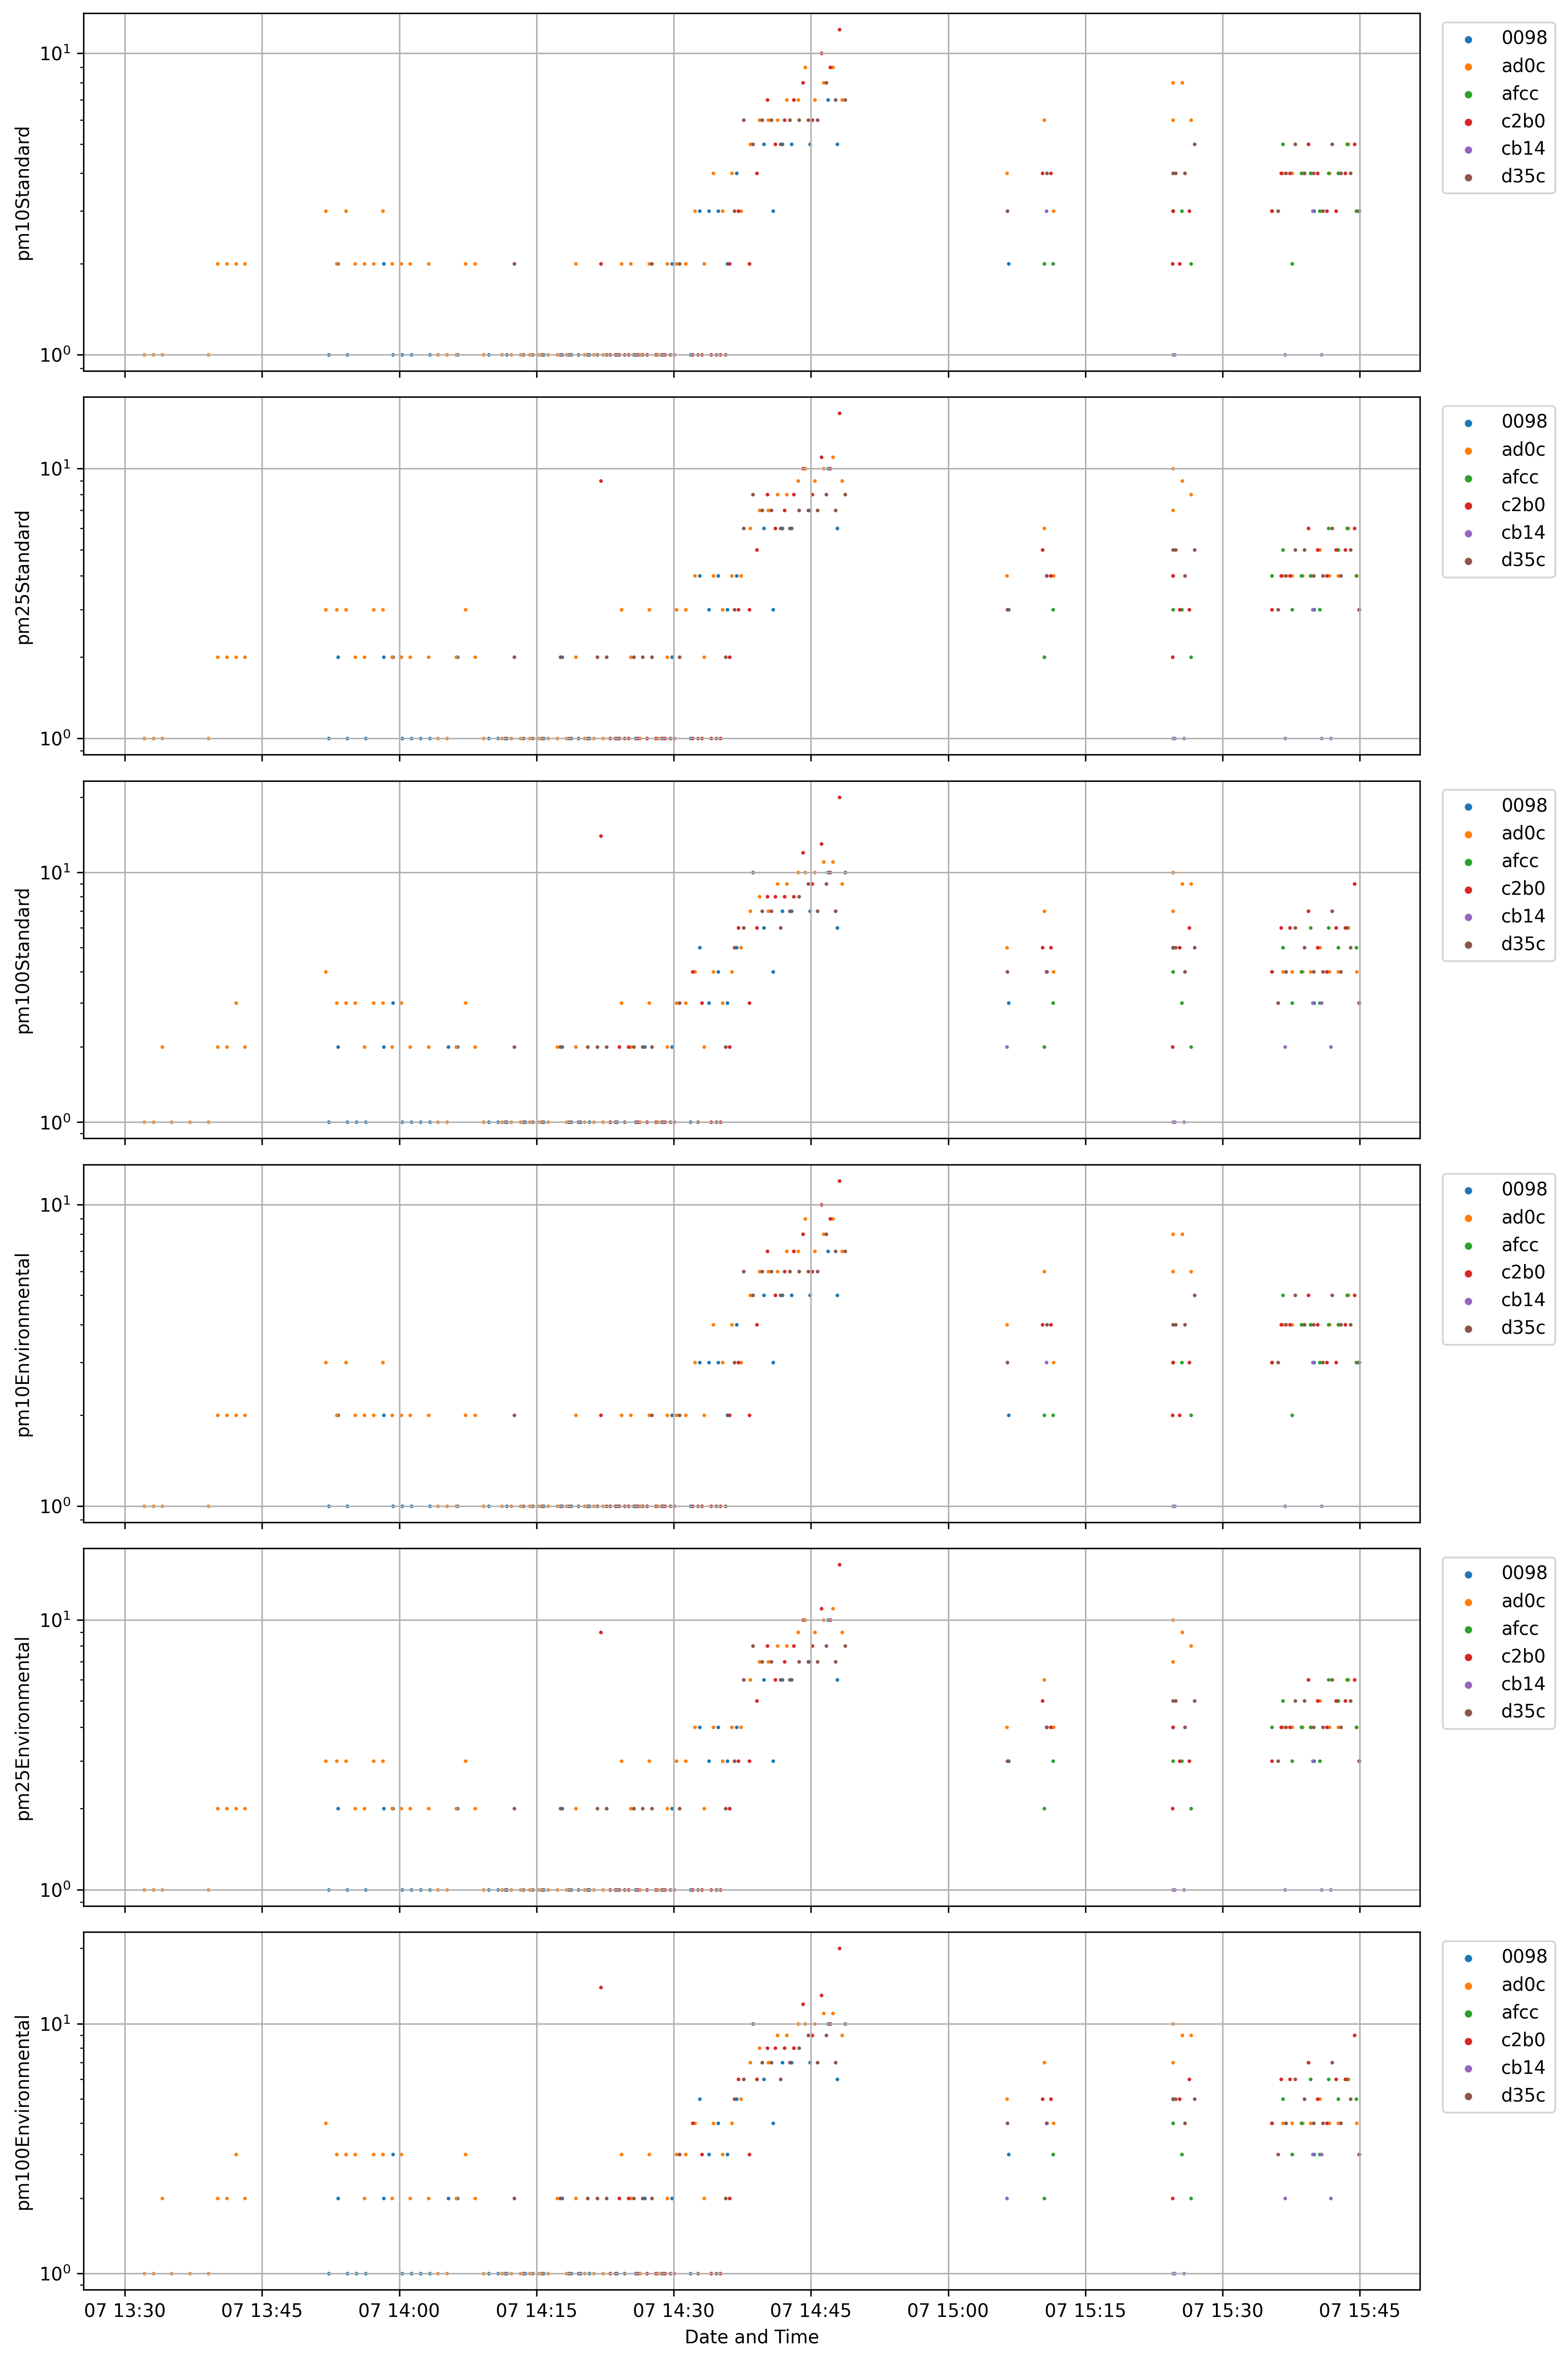 pm10Standard
10¹
10⁰
0098
ad0c
afcc
c2b0
cb14
d35c
pm25Standard
10¹
10⁰
0098
ad0c
afcc
c2b0
cb14
d35c
pm100Standard
10¹
10⁰
0098
ad0c
afcc
c2b0
cb14
d35c
pm10Environmental
10¹
10⁰
0098
ad0c
afcc
c2b0
cb14
d35c
pm25Environmental
10¹
10⁰
0098
ad0c
afcc
c2b0
cb14
d35c
pm100Environmental
10¹
10⁰
0098
ad0c
afcc
c2b0
cb14
d35c
07 13:30 07 13:45 07 14:00 07 14:15 07 14:30 07 14:45 07 15:00 07 15:15 07 15:30 07 15:45
Date and Time